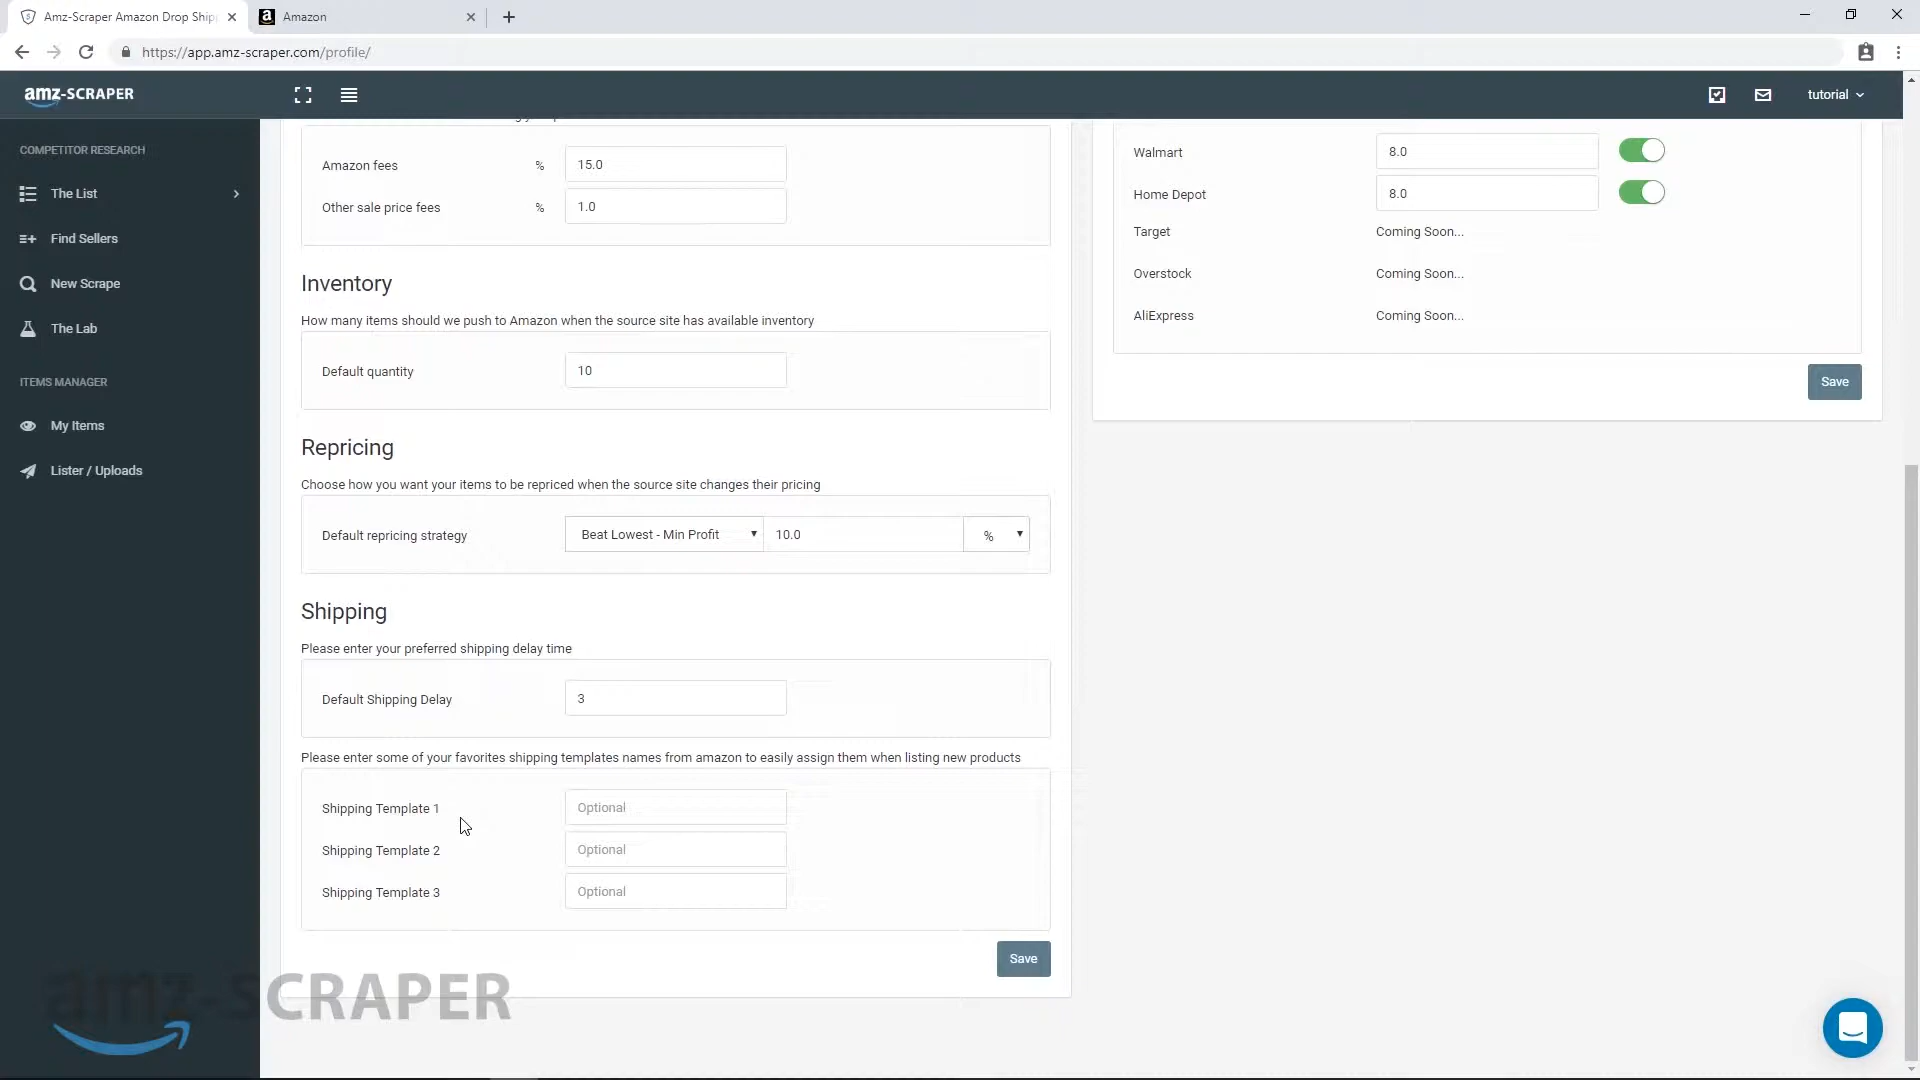 Amz-Scraper Amazon Drop Ship
Amazon
https://app.amz-scraper.com/profile/
amz-SCRAPER
tutorial
COMPETITOR RESEARCH
The List
Find Sellers
New Scrape
The Lab
ITEMS MANAGER
My Items
Lister / Uploads
Amazon fees % 15.0
Other sale price fees % 1.0
Inventory
How many items should we push to Amazon when the source site has available inventory
Default quantity 10
Repricing
Choose how you want your items to be repriced when the source site changes their pricing
Default repricing strategy Beat Lowest - Min Profit 10.0 %
Shipping
Please enter your preferred shipping delay time
Default Shipping Delay 3
Please enter some of your favorites shipping templates names from amazon to easily assign them when listing new products
Shipping Template 1 Optional
Shipping Template 2 Optional
Shipping Template 3 Optional
Save
Walmart 8.0
Home Depot 8.0
Target Coming Soon...
Overstock Coming Soon...
AliExpress Coming Soon...
Save
amz-SCRAPER